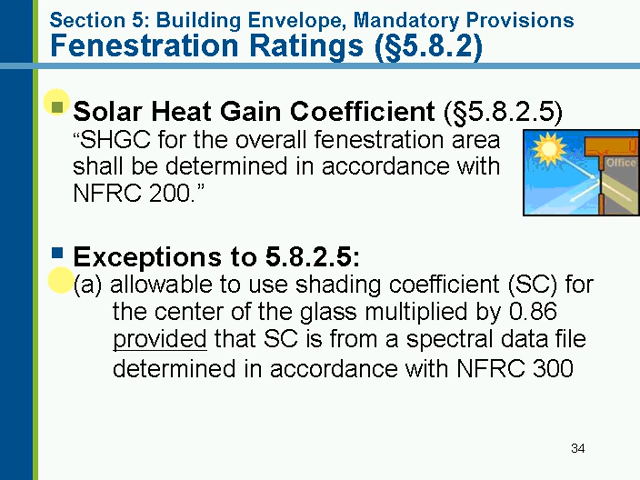 Section 5: Building Envelope, Mandatory Provisions
Fenestration Ratings (§5.8.2)
Solar Heat Gain Coefficient (§5.8.2.5)
“SHGC for the overall fenestration area
shall be determined in accordance with
NFRC 200.”
Office
Exceptions to 5.8.2.5:
(a) allowable to use shading coefficient (SC) for
the center of the glass multiplied by 0.86
provided that SC is from a spectral data file
determined in accordance with NFRC 300
34